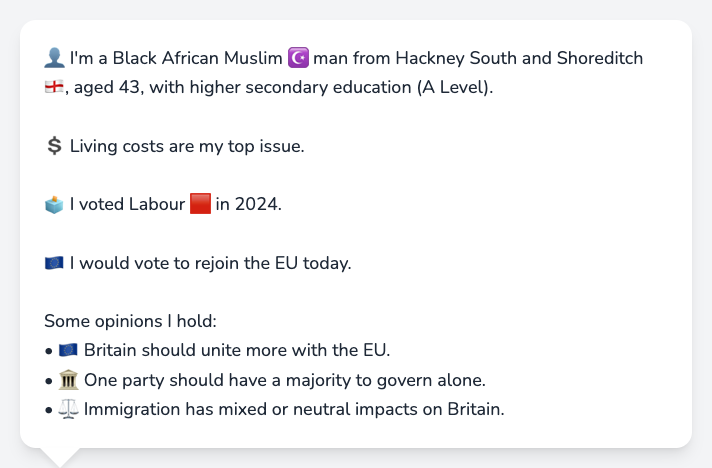 👤 I'm a Black African Muslim ☪️ man from Hackney South and Shoreditch
🏴󠁧󠁢󠁥󠁮󠁧󠁿, aged 43, with higher secondary education (A Level).
💲 Living costs are my top issue.
🗳️ I voted Labour 🟥 in 2024.
🇪🇺 I would vote to rejoin the EU today.
Some opinions I hold:
• 🇪🇺 Britain should unite more with the EU.
• 🏛️ One party should have a majority to govern alone.
• ⚖️ Immigration has mixed or neutral impacts on Britain.